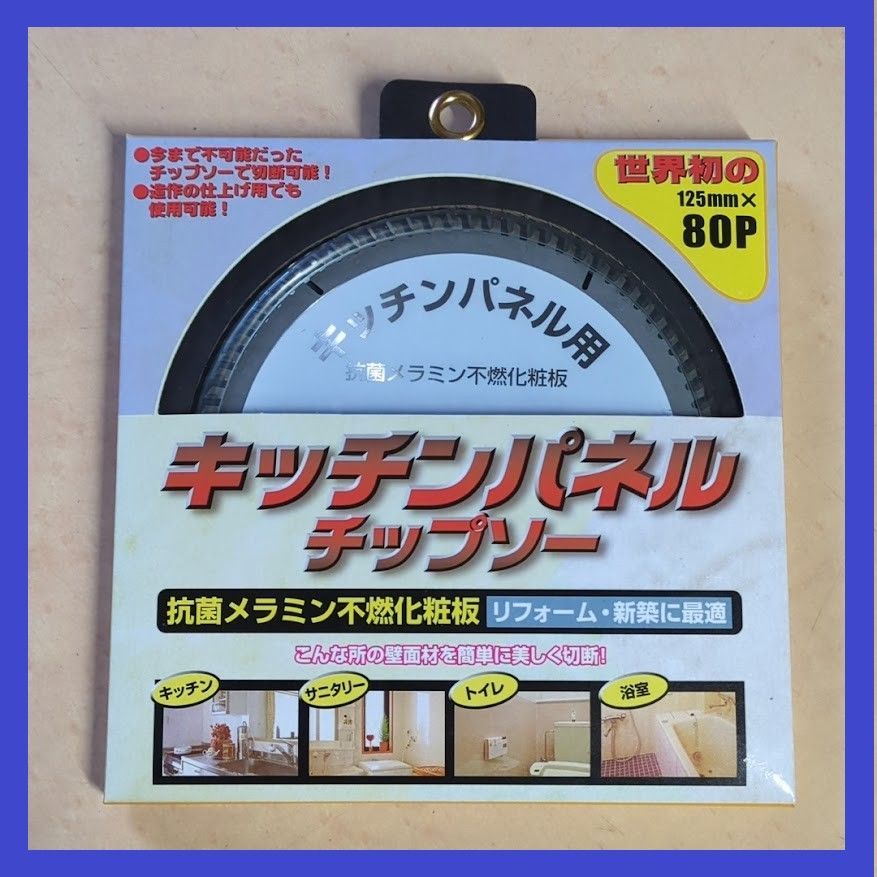 ●今まで不可能だった
チップソーで切断可能！
●造作の仕上げ用でも
使用可能！
世界初の
125mm×
80P
キッチンパネル用
抗菌メラミン不燃化粧板
キッチンパネル
チップソー
抗菌メラミン不燃化粧板 リフォーム・新築に最適
こんな所の壁面材を簡単に美しく切断!
キッチン サニタリー トイレ 浴室